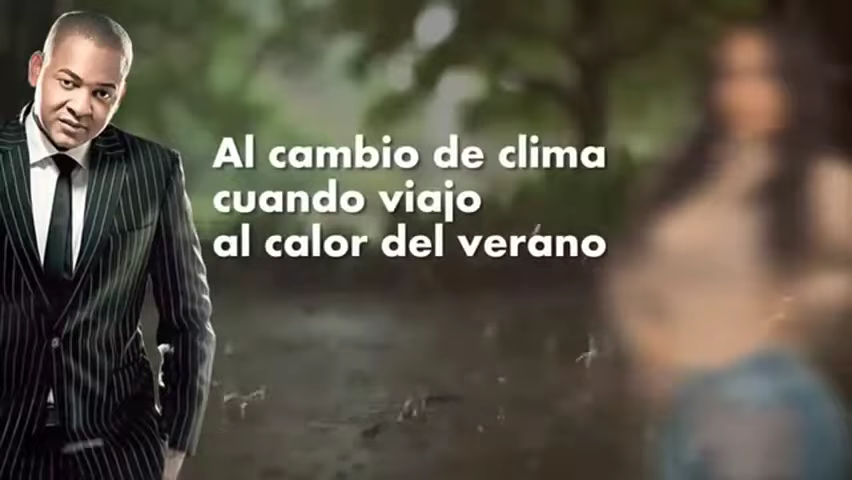 Al cambio de clima
cuando viajo
al calor del verano